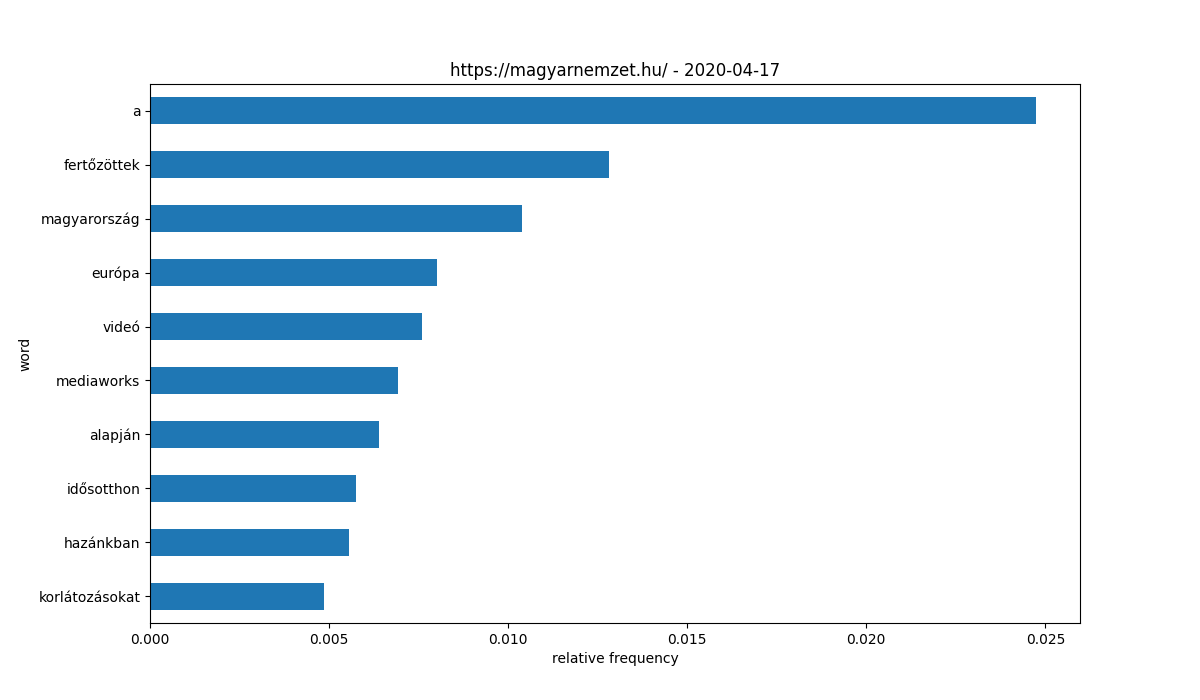 https://magyarnemzet.hu/ - 2020-04-17
a
fertőzöttek
magyarország
európa
videó
mediaworks
alapján
idősotthon
hazánkban
korlátozásokat
word
0.000 0.005 0.010 0.015 0.020 0.025
relative frequency